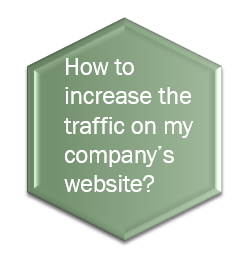 How to
increase the
traffic on my
company’s
website?